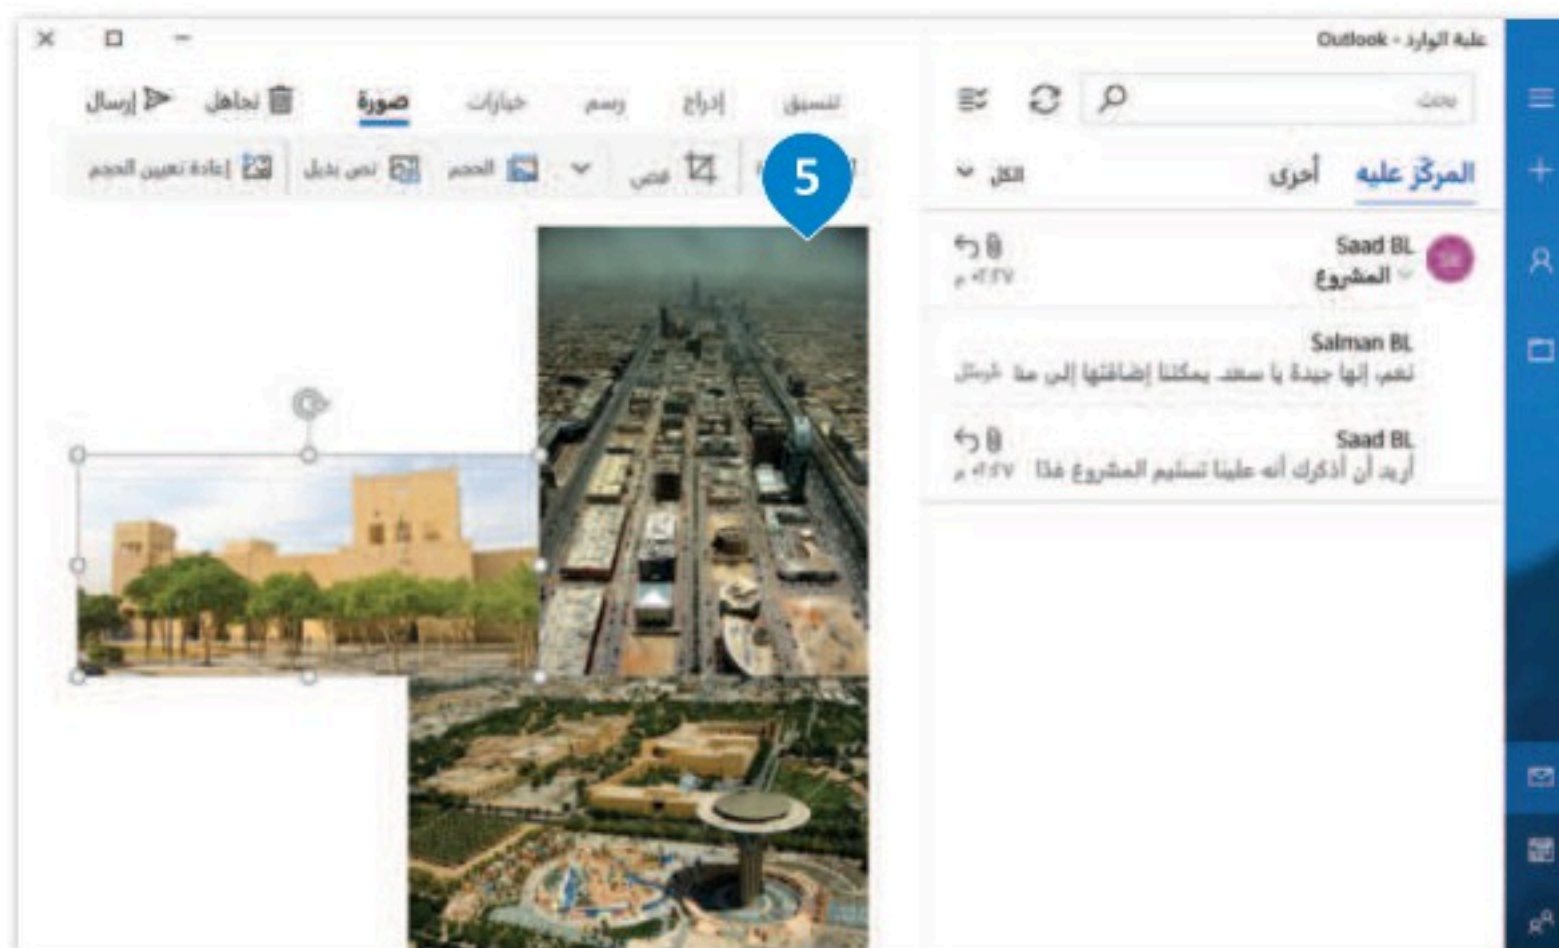 علبة الوارد - Outlook
بحث
المركّز عليه أخرى الكل
Saad BL
المشروع
Salman BL
نعم، إنها جيدة يا سعد. يمكننا إضافتها إلى
Saad BL
أريد أن أذكرك أنه علينا تسليم المشروع غدًا
تنسيق إدراج رسم خيارات صورة تجاهل إرسال
5 قص الحجم نص بديل إعادة تعيين الحجم